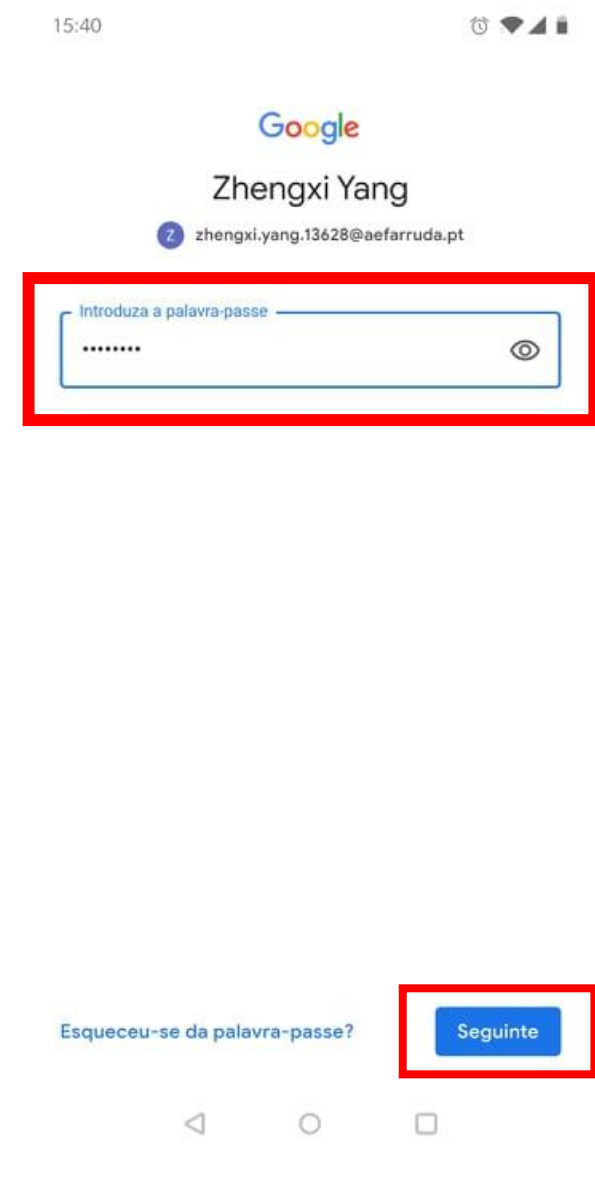 15:40
Google
Zhengxi Yang
Z zhengxi.yang.13628@aefarruda.pt
Introduza a palavra-passe
••••••••
Esqueceu-se da palavra-passe? Seguinte